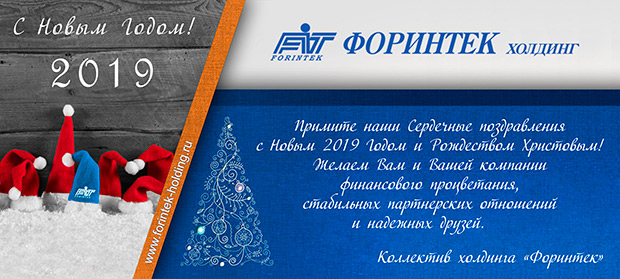 С Новым Годом!
2019
www.forintek-holding.ru
FIT
FORINTEK
ФОРИНТЕК ХОЛДИНГ
Примите наши Сердечные поздравления
с Новым 2019 Годом и Рождеством Христовым!
Желаем Вам и Вашей компании
финансового процветания,
стабильных партнерских отношений
и надежных друзей.
Коллектив холдинга «Форинтек»